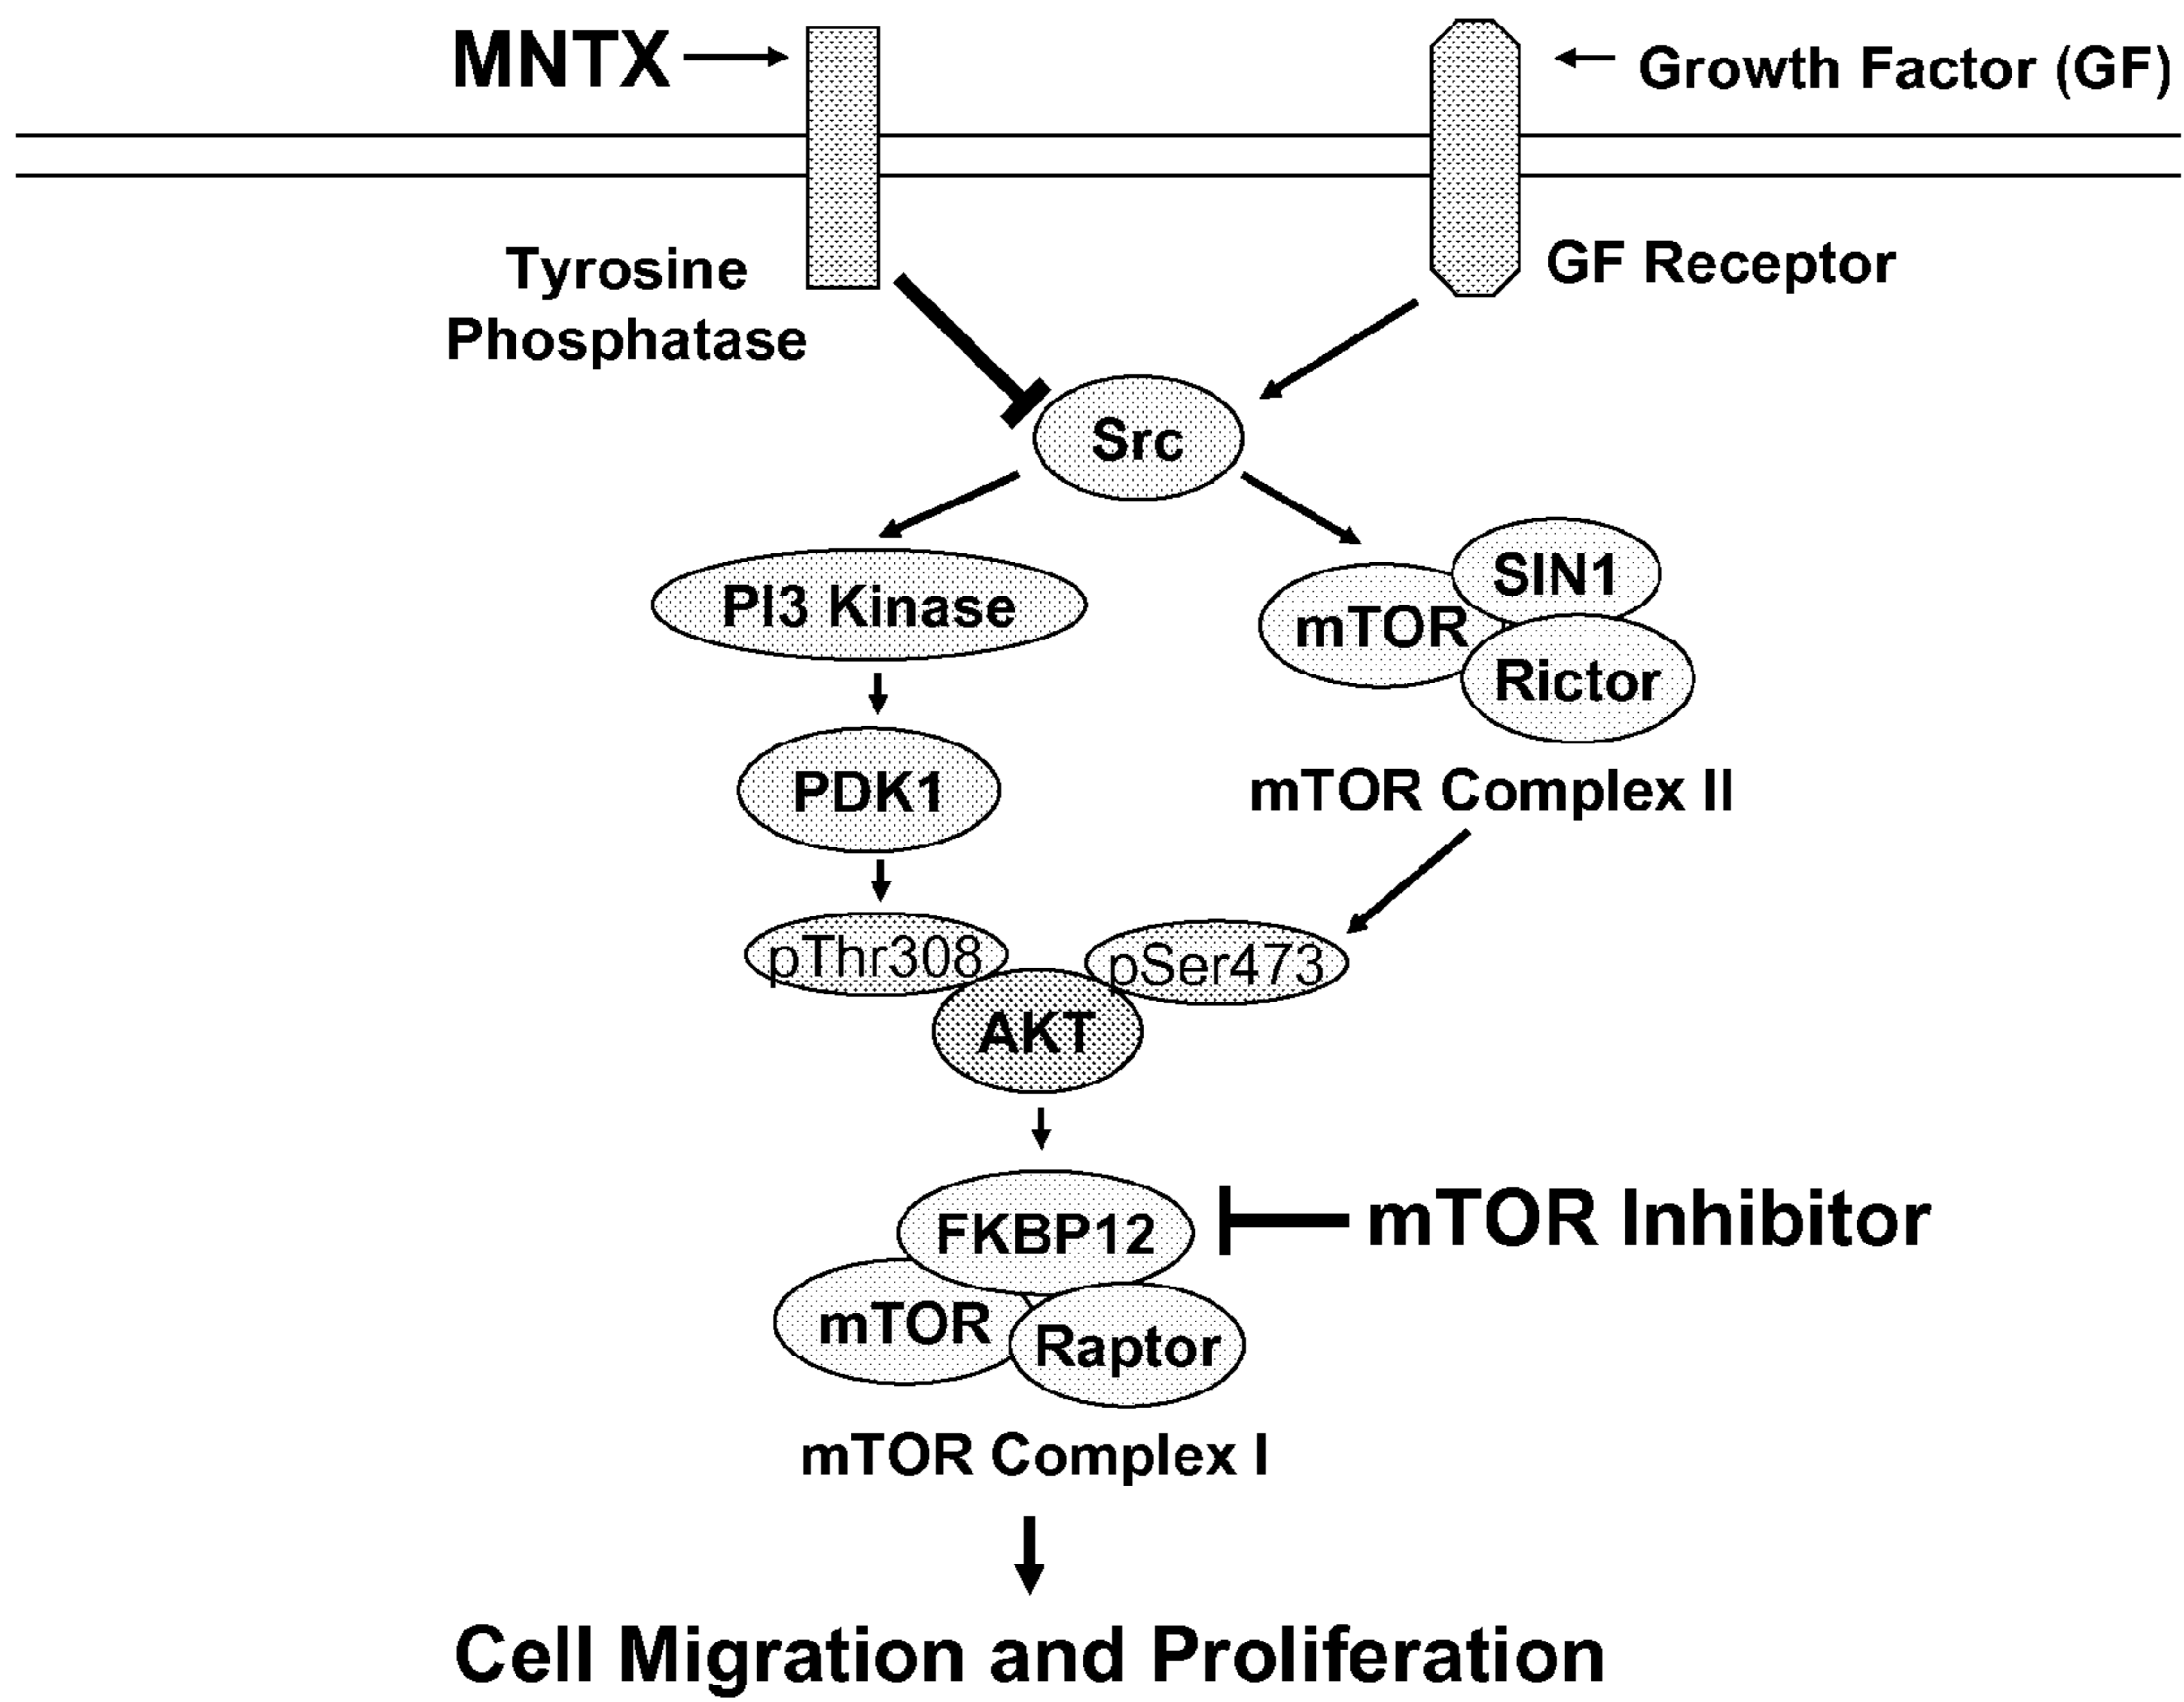 MNTX
Growth Factor (GF)
Tyrosine
Phosphatase
GF Receptor
Src
PI3 Kinase
SIN1
mTOR
Rictor
PDK1
mTOR Complex II
pThr308
pSer473
AKT
FKBP12
mTOR Inhibitor
mTOR
Raptor
mTOR Complex I
Cell Migration and Proliferation